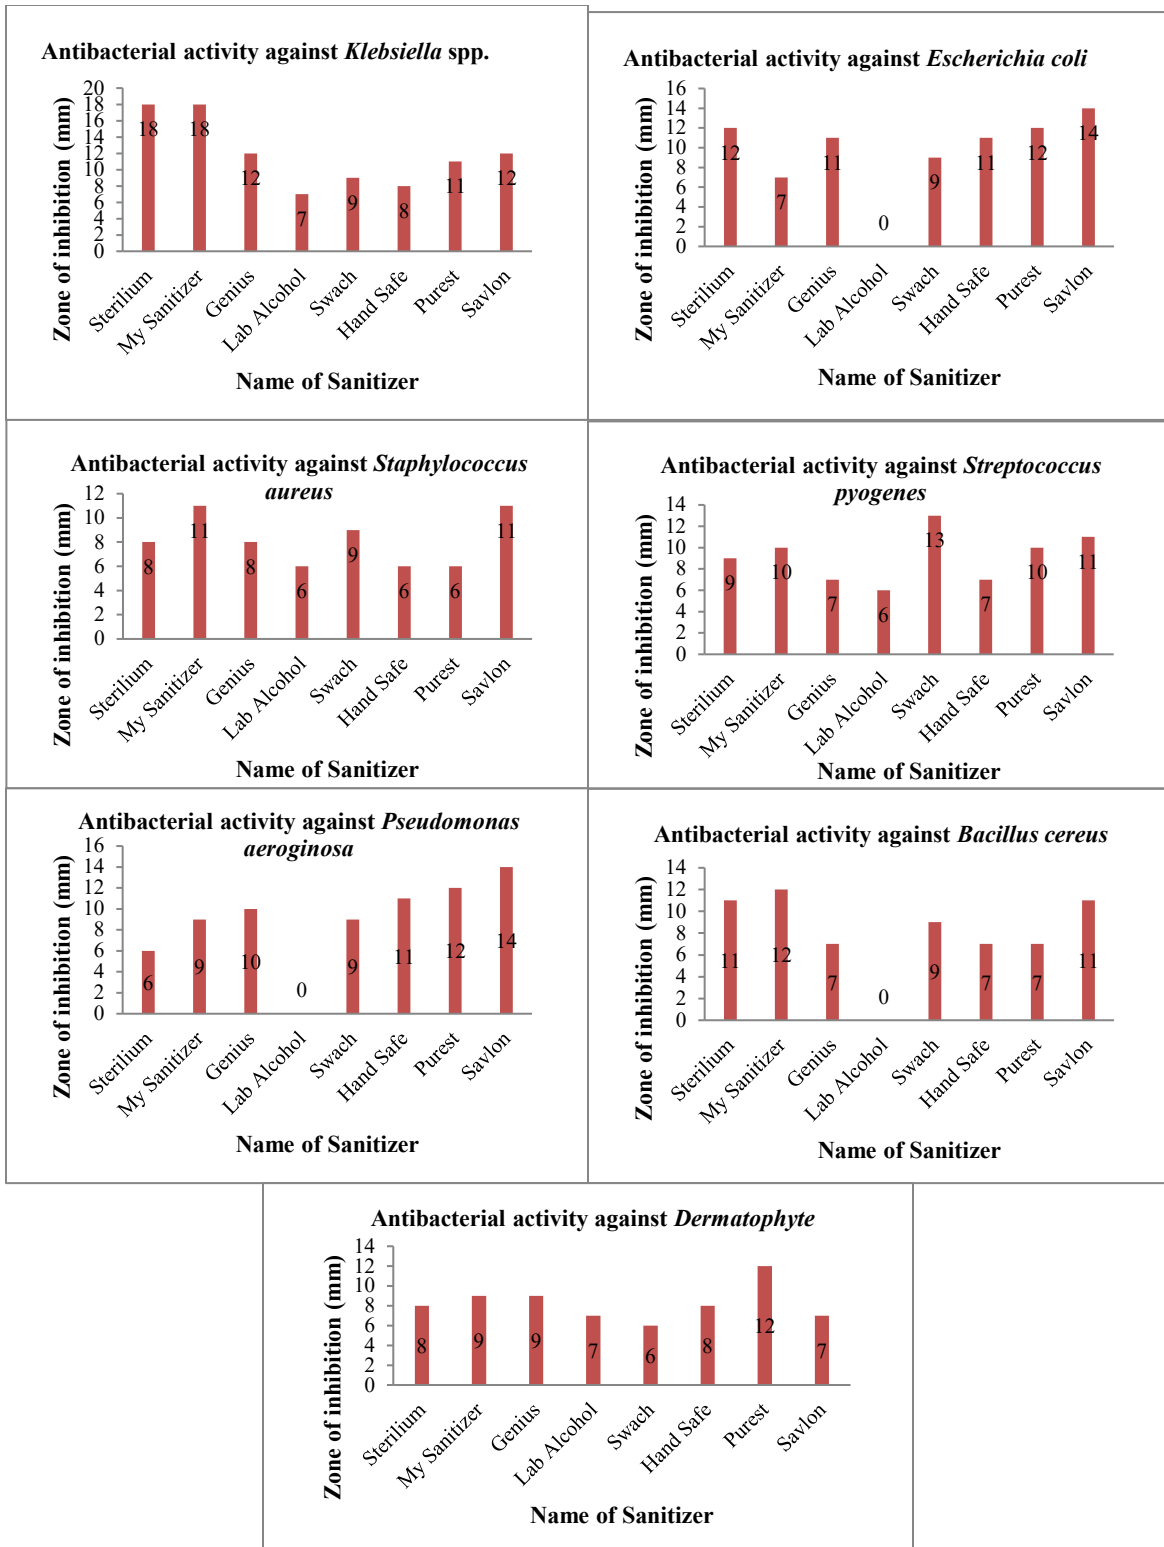 Antibacterial activity against Klebsiella spp.
Zone of inhibition (mm)
20
18
16
14
12
10
8
6
4
2
0
18
18
12
7
9
8
11
12
Sterilium
My Sanitizer
Genius
Lab Alcohol
Swach
Hand Safe
Purest
Savlon
Name of Sanitizer
Antibacterial activity against Escherichia coli
Zone of inhibition (mm)
16
14
12
10
8
6
4
2
0
12
7
11
0
9
11
12
14
Sterilium
My Sanitizer
Genius
Lab Alcohol
Swach
Hand Safe
Purest
Savlon
Name of Sanitizer
Antibacterial activity against Staphylococcus
aureus
Zone of inhibition (mm)
12
10
8
6
4
2
0
8
11
8
6
9
6
6
11
Sterilium
My Sanitizer
Genius
Lab Alcohol
Swach
Hand Safe
Purest
Savlon
Name of Sanitizer
Antibacterial activity against Streptococcus
pyogenes
Zone of inhibition (mm)
14
12
10
8
6
4
2
0
9
10
7
6
13
7
10
11
Sterilium
My Sanitizer
Genius
Lab Alcohol
Swach
Hand Safe
Purest
Savlon
Name of Sanitizer
Antibacterial activity against Pseudomonas
aeroginosa
Zone of inhibition (mm)
16
14
12
10
8
6
4
2
0
6
9
10
0
9
11
12
14
Sterilium
My Sanitizer
Genius
Lab Alcohol
Swach
Hand Safe
Purest
Savlon
Name of Sanitizer
Antibacterial activity against Bacillus cereus
Zone of inhibition (mm)
14
12
10
8
6
4
2
0
11
12
7
0
9
7
7
11
Sterilium
My Sanitizer
Genius
Lab Alcohol
Swach
Hand Safe
Purest
Savlon
Name of Sanitizer
Antibacterial activity against Dermatophyte
Zone of inhibition (mm)
14
12
10
8
6
4
2
0
8
9
9
7
6
8
12
7
Sterilium
My Sanitizer
Genius
Lab Alcohol
Swach
Hand Safe
Purest
Savlon
Name of Sanitizer